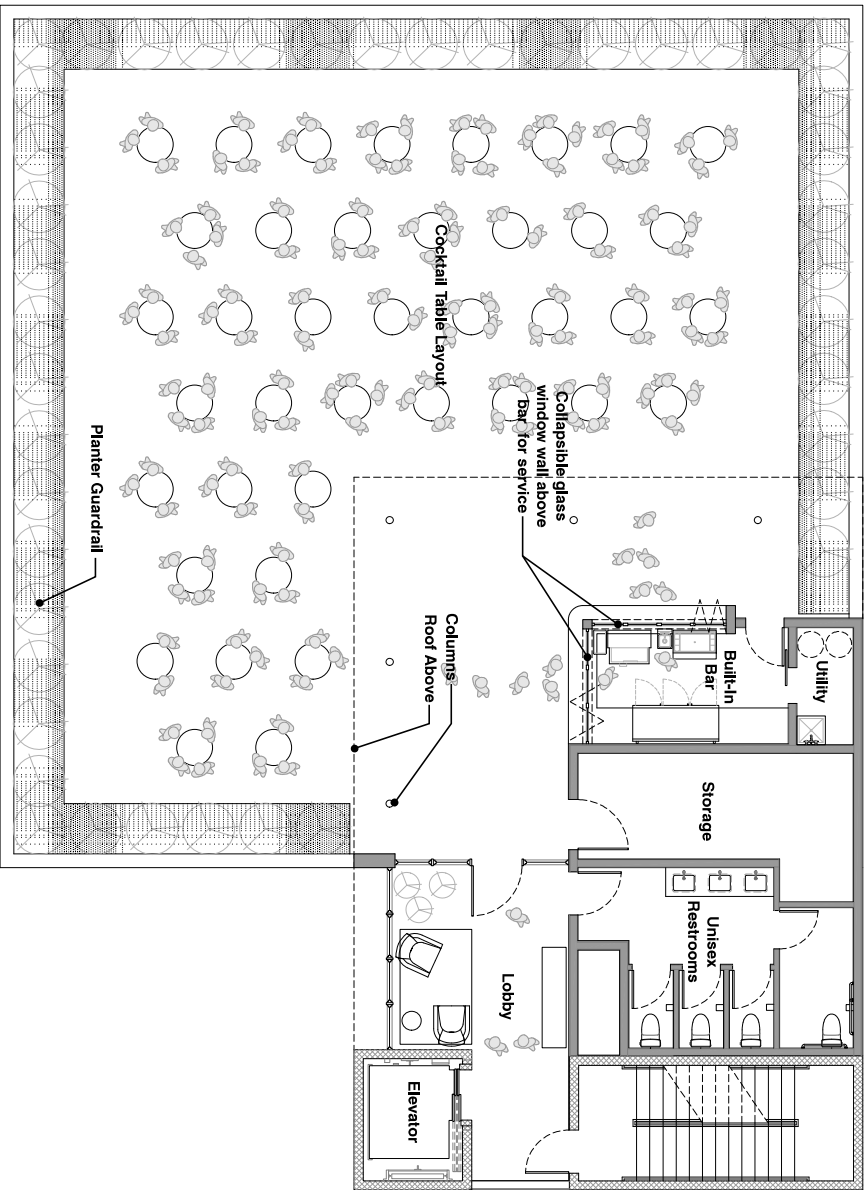 Cocktail Table Layout
Collapsible glass
window wall above
bar for service
Planter Guardrail
Columns
Roof Above
Built-In
Bar
Utility
Storage
Unisex
Restrooms
Lobby
Elevator